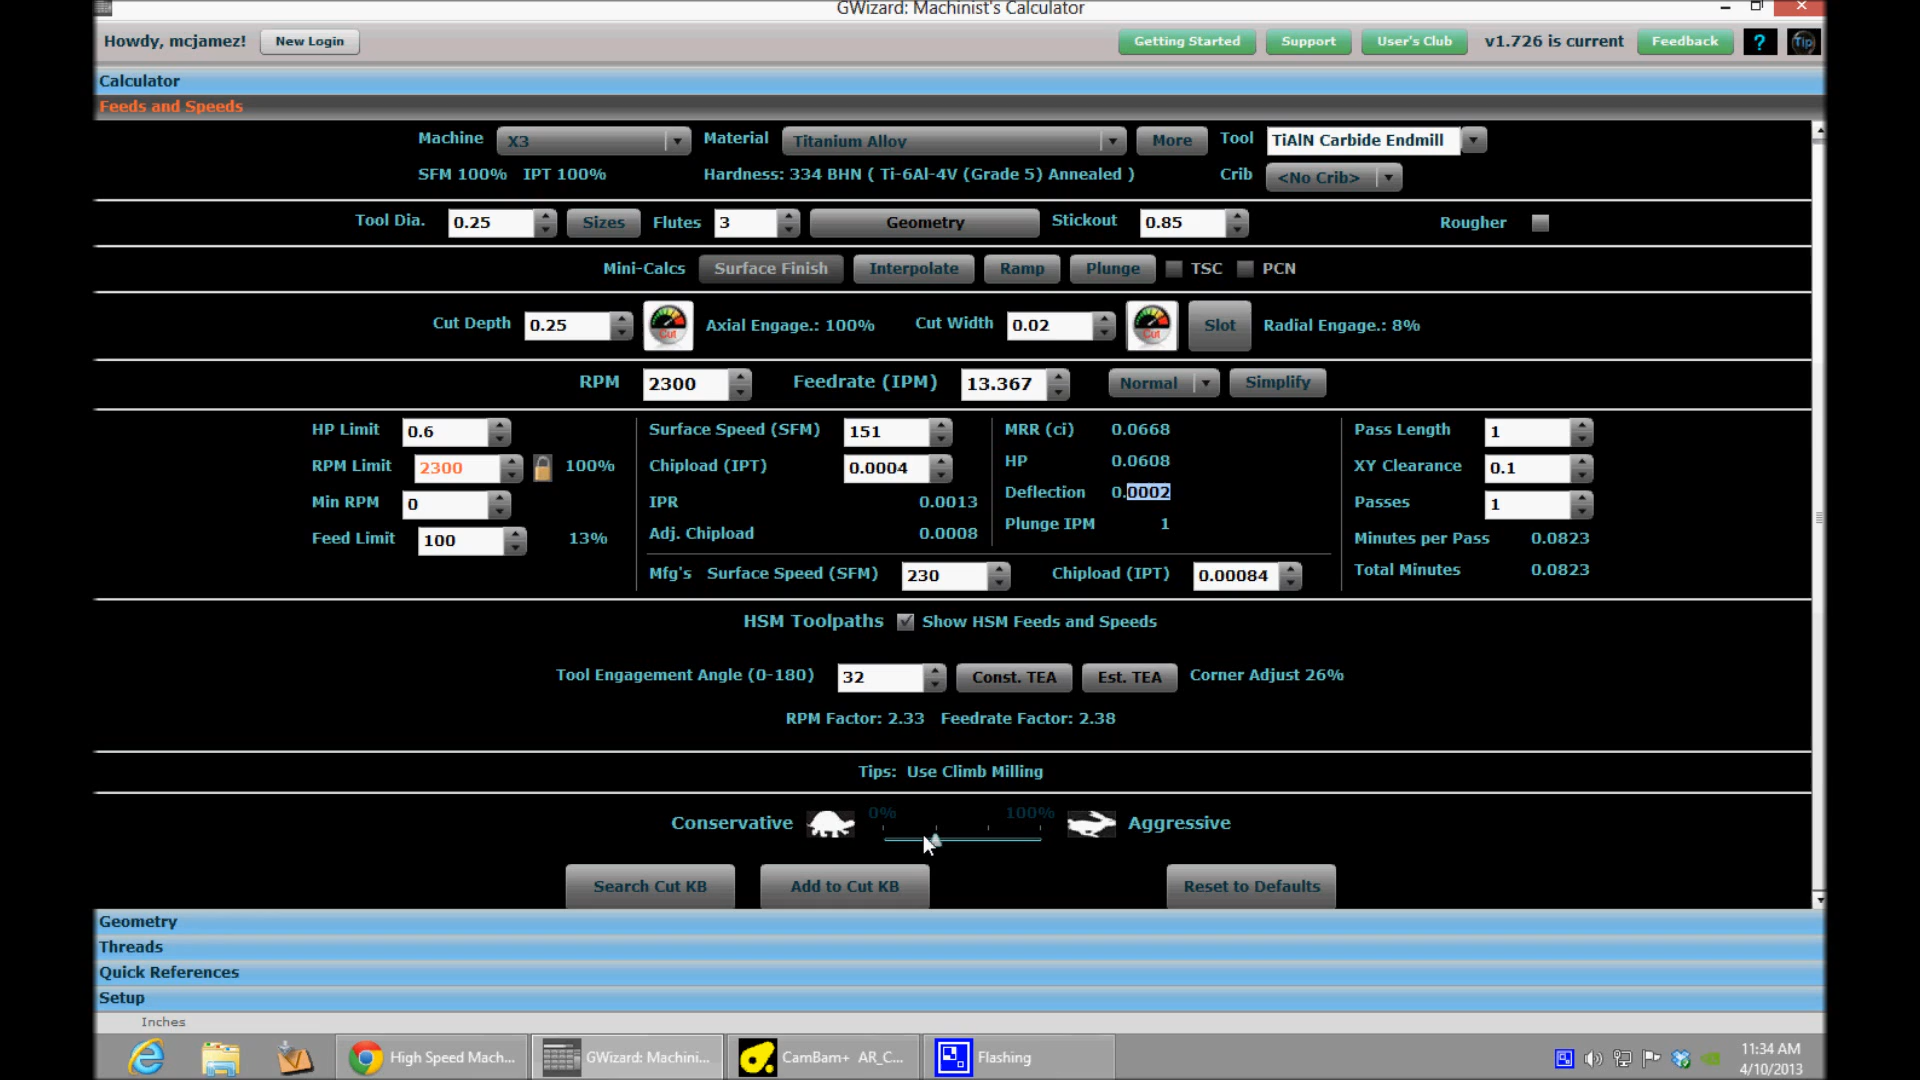 GWizard: Machinist's Calculator
Howdy, mcjamez! New Login Getting Started Support User's Club v1.726 is current Feedback ? Tip
Calculator
Feeds and Speeds
Machine X3 Material Titanium Alloy More Tool TiAlN Carbide Endmill
SFM 100% IPT 100% Hardness: 334 BHN ( Ti-6Al-4V (Grade 5) Annealed ) Crib <No Crib>
Tool Dia. 0.25 Sizes Flutes 3 Geometry Stickout 0.85 Rougher
Mini-Calcs Surface Finish Interpolate Ramp Plunge TSC PCN
Cut Depth 0.25 Cut Axial Engage.: 100% Cut Width 0.02 Cut Slot Radial Engage.: 8%
RPM 2300 Feedrate (IPM) 13.367 Normal Simplify
HP Limit 0.6 Surface Speed (SFM) 151 MRR (ci) 0.0668 Pass Length 1
RPM Limit 2300 100% Chipload (IPT) 0.0004 HP 0.0608 XY Clearance 0.1
Min RPM 0 IPR 0.0013 Deflection 0.0002 Passes 1
Feed Limit 100 13% Adj. Chipload 0.0008 Plunge IPM 1 Minutes per Pass 0.0823
Mfg's Surface Speed (SFM) 230 Chipload (IPT) 0.00084 Total Minutes 0.0823
HSM Toolpaths Show HSM Feeds and Speeds
Tool Engagement Angle (0-180) 32 Const. TEA Est. TEA Corner Adjust 26%
RPM Factor: 2.33 Feedrate Factor: 2.38
Tips: Use Climb Milling
Conservative 0% 100% Aggressive
Search Cut KB Add to Cut KB Reset to Defaults
Geometry
Threads
Quick References
Setup
Inches
High Speed Mach... GWizard: Machini... CamBam+ AR_C... Flashing 11:34 AM
4/10/2013